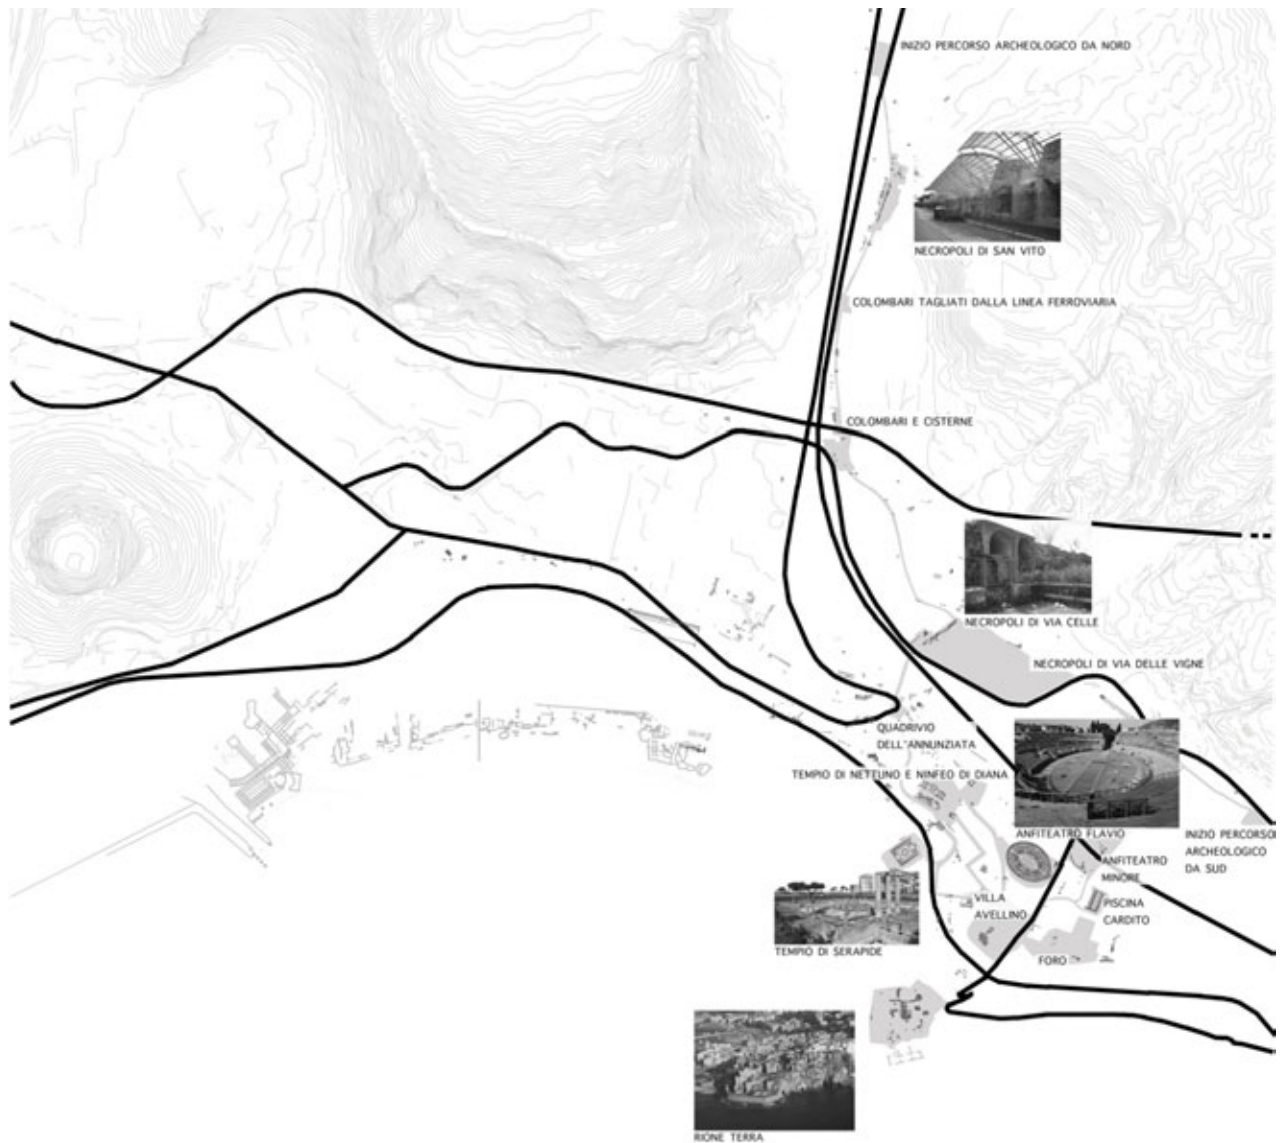 INIZIO PERCORSO ARCHEOLOGICO DA NORD
NECROPOLI DI SAN VITO
COLOMBARI TAGLIATI DALLA LINEA FERROVIARIA
COLOMBARI E CISTERNE
NECROPOLI DI VIA CELLE
NECROPOLI DI VIA DELLE VIGNE
QUADRIVIO
DELL'ANNUNZIATA
TEMPIO DI NETTUNO E NINFEO DI DIANA
ANFITEATRO FLAVIO
INIZIO PERCORSO
ARCHEOLOGICO
DA SUD
ANFITEATRO
MINORE
VILLA
AVELLINO
PISCINA
CARDITO
TEMPIO DI SERAPIDE
FORO
RIONE TERRA